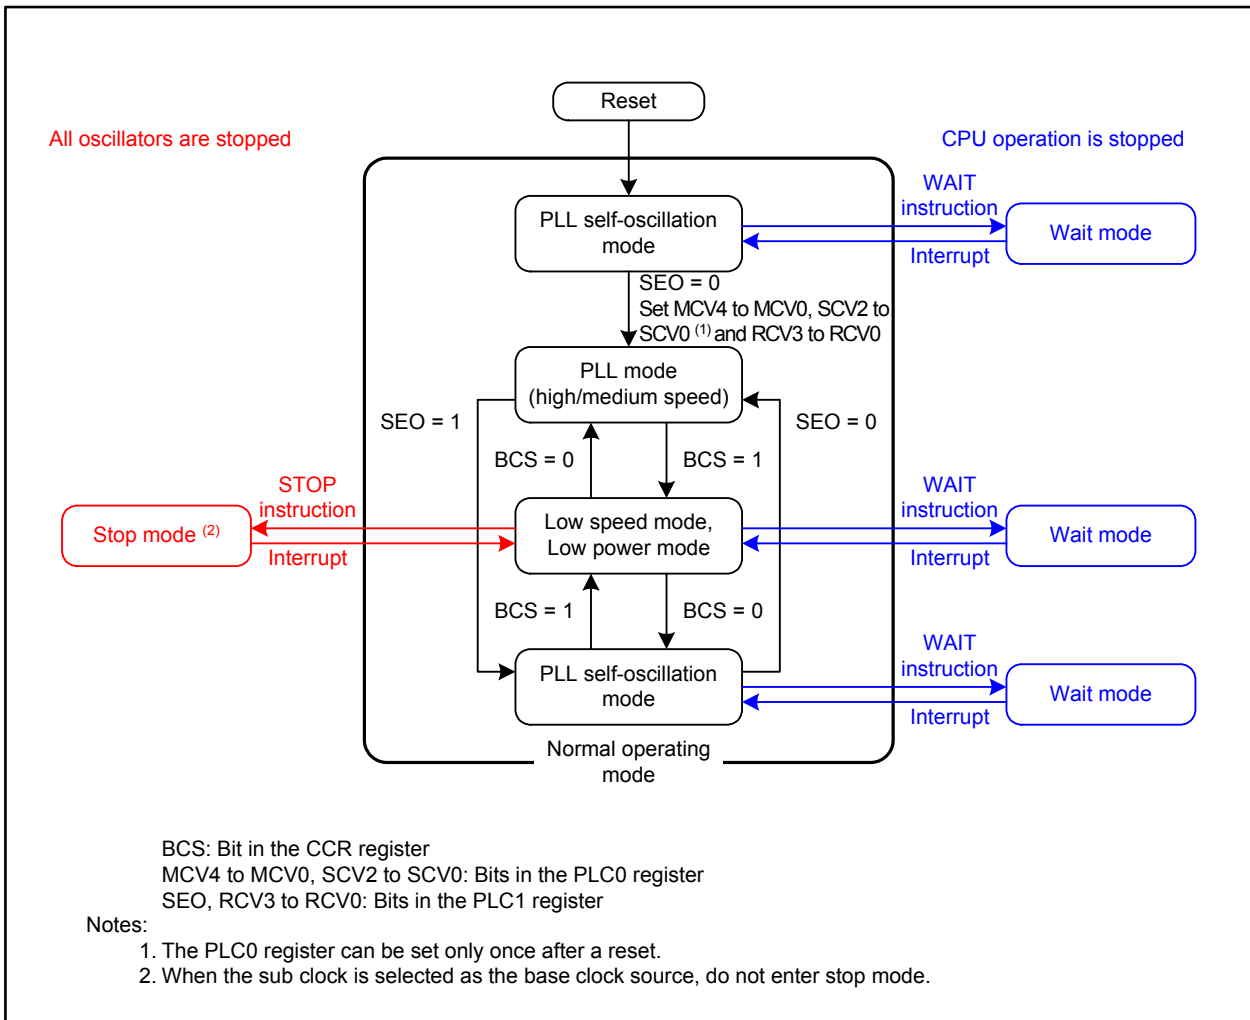 Reset
All oscillators are stopped
CPU operation is stopped
PLL self-oscillation
mode
WAIT
instruction
Interrupt
Wait mode
SEO = 0
Set MCV4 to MCV0, SCV2 to
SCV0 (1) and RCV3 to RCV0
PLL mode
(high/medium speed)
SEO = 1
SEO = 0
BCS = 0
BCS = 1
STOP
instruction
Interrupt
Stop mode (2)
Low speed mode,
Low power mode
WAIT
instruction
Interrupt
Wait mode
BCS = 1
BCS = 0
PLL self-oscillation
mode
WAIT
instruction
Interrupt
Wait mode
Normal operating
mode
BCS: Bit in the CCR register
MCV4 to MCV0, SCV2 to SCV0: Bits in the PLC0 register
SEO, RCV3 to RCV0: Bits in the PLC1 register
Notes:
1. The PLC0 register can be set only once after a reset.
2. When the sub clock is selected as the base clock source, do not enter stop mode.